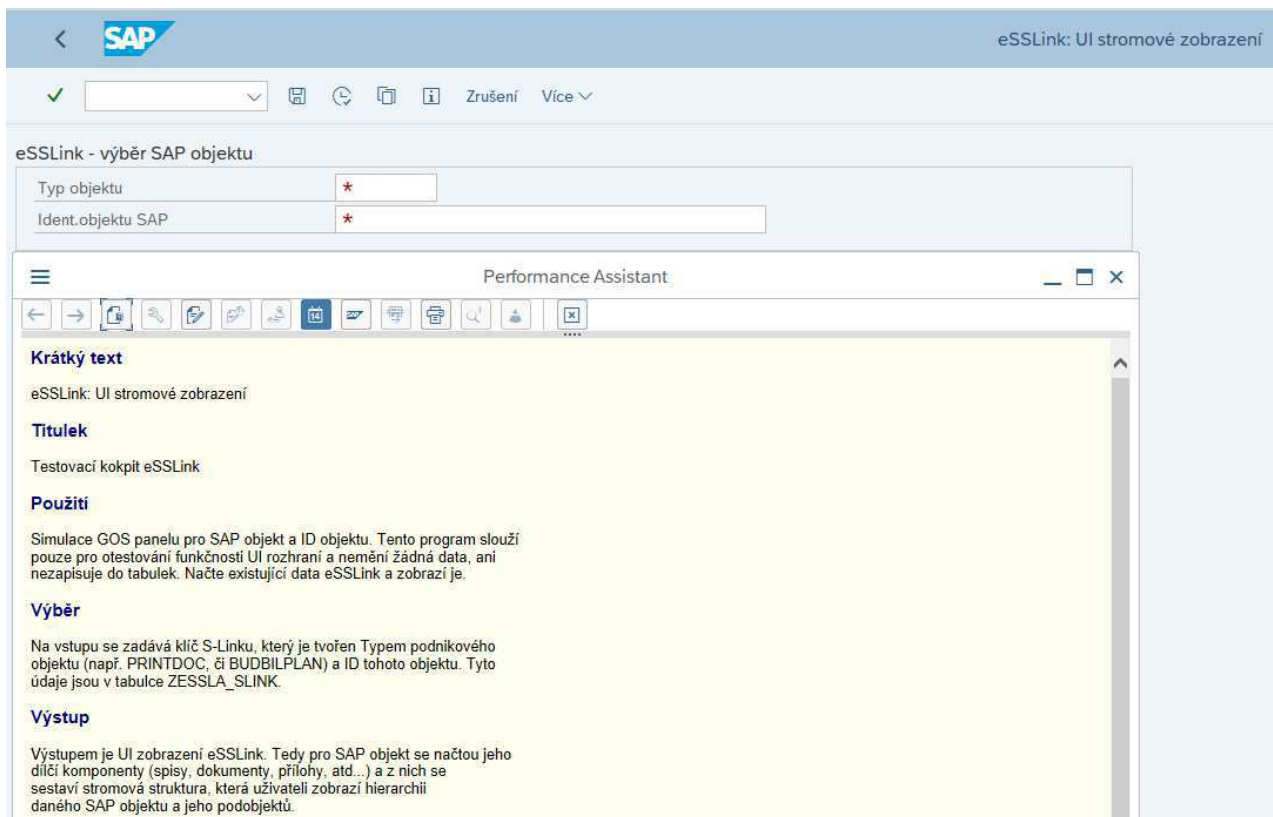 SAP
eSSLink: UI stromové zobrazení
Zrušení Více
eSSLink - výběr SAP objektu
Typ objektu *
Ident.objektu SAP *
Performance Assistant
14
Krátký text
eSSLink: UI stromové zobrazení
Titulek
Testovací kokpit eSSLink
Použití
Simulace GOS panelu pro SAP objekt a ID objektu. Tento program slouží
pouze pro otestování funkčnosti UI rozhraní a nemění žádná data, ani
nezapisuje do tabulek. Načte existující data eSSLink a zobrazí je.
Výběr
Na vstupu se zadává klíč S-Linku, který je tvořen Typem podnikového
objektu (např. PRINTDOC, či BUDBILPLAN) a ID tohoto objektu. Tyto
údaje jsou v tabulce ZESSLA_SLINK.
Výstup
Výstupem je UI zobrazení eSSLink. Tedy pro SAP objekt se načtou jeho
dílčí komponenty (spisy, dokumenty, přílohy, atd...) a z nich se
sestaví stromová struktura, která uživateli zobrazí hierarchii
daného SAP objektu a jeho podobjektů.